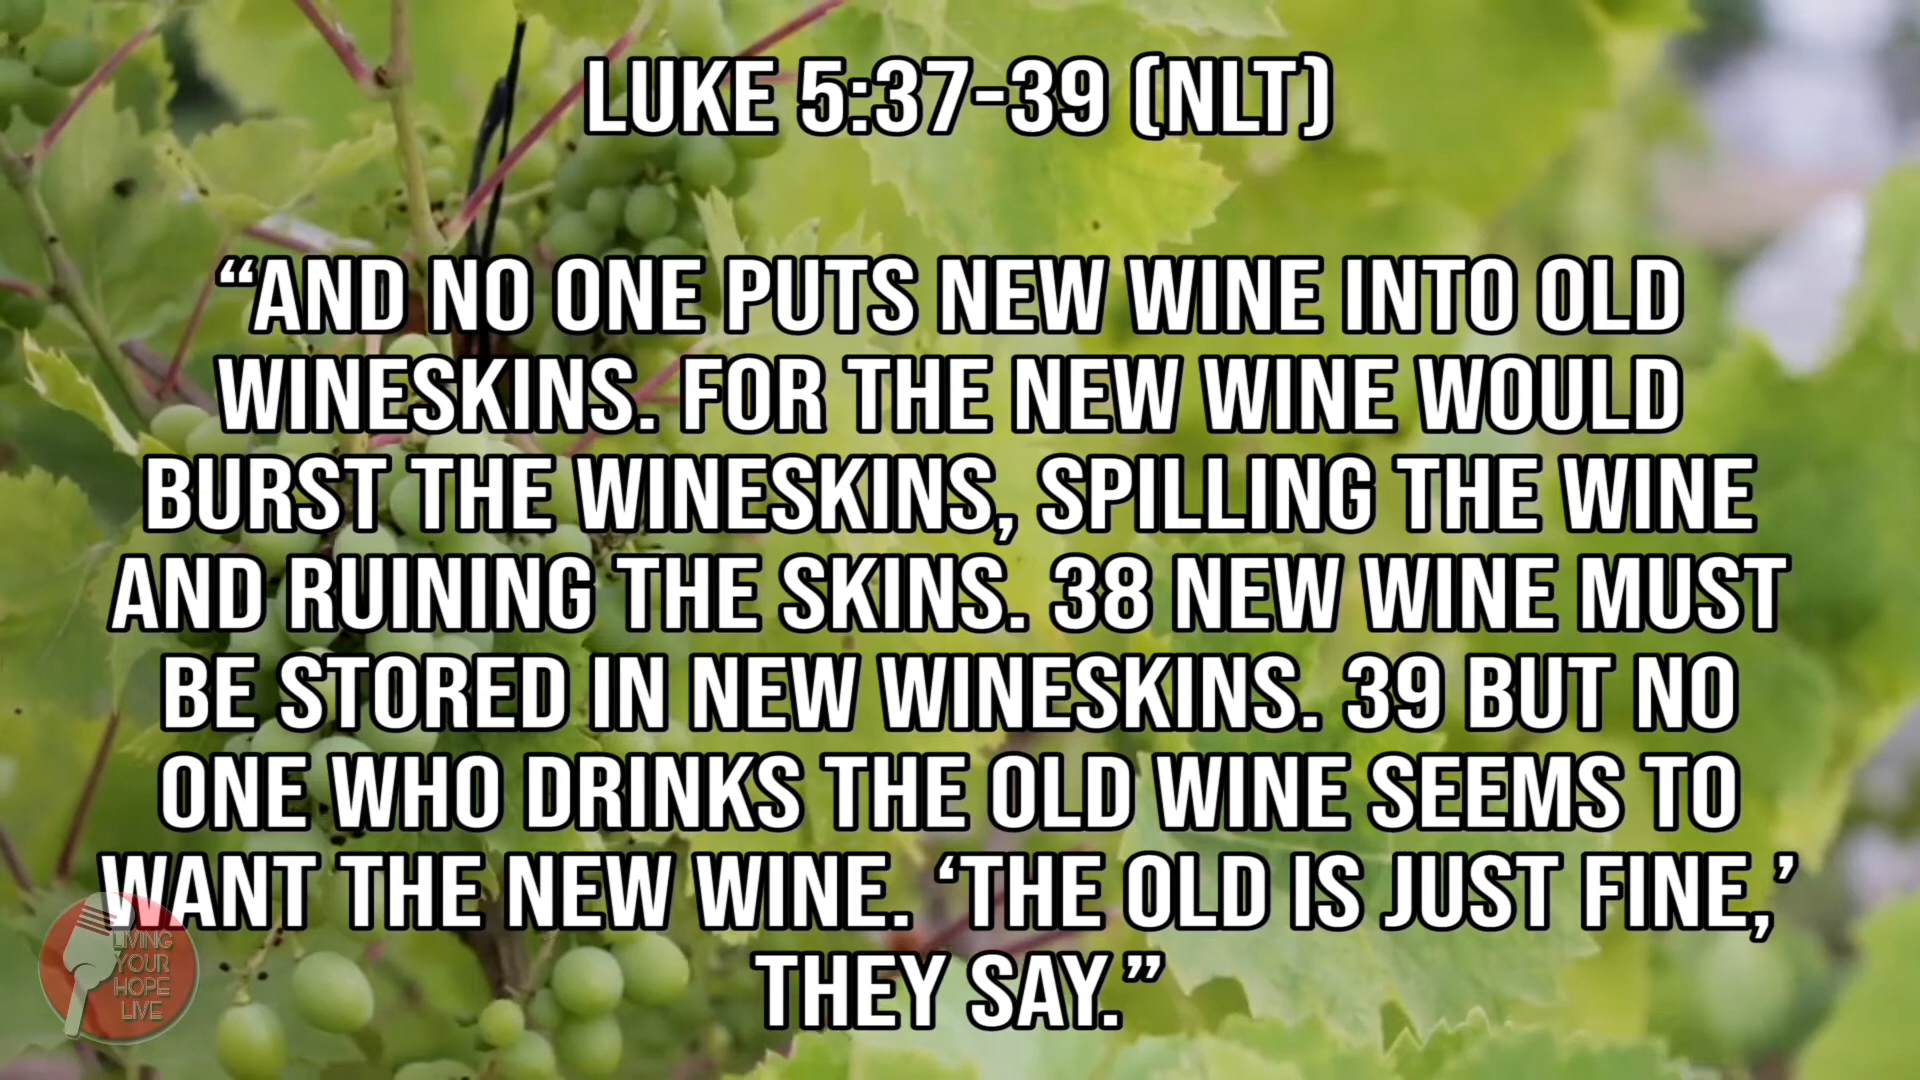 LUKE 5:37-39 (NLT)
“AND NO ONE PUTS NEW WINE INTO OLD
WINESKINS. FOR THE NEW WINE WOULD
BURST THE WINESKINS, SPILLING THE WINE
AND RUINING THE SKINS. 38 NEW WINE MUST
BE STORED IN NEW WINESKINS. 39 BUT NO
ONE WHO DRINKS THE OLD WINE SEEMS TO
WANT THE NEW WINE. ‘THE OLD IS JUST FINE,’
THEY SAY.”
LIVING
YOUR
HOPE
LIVE